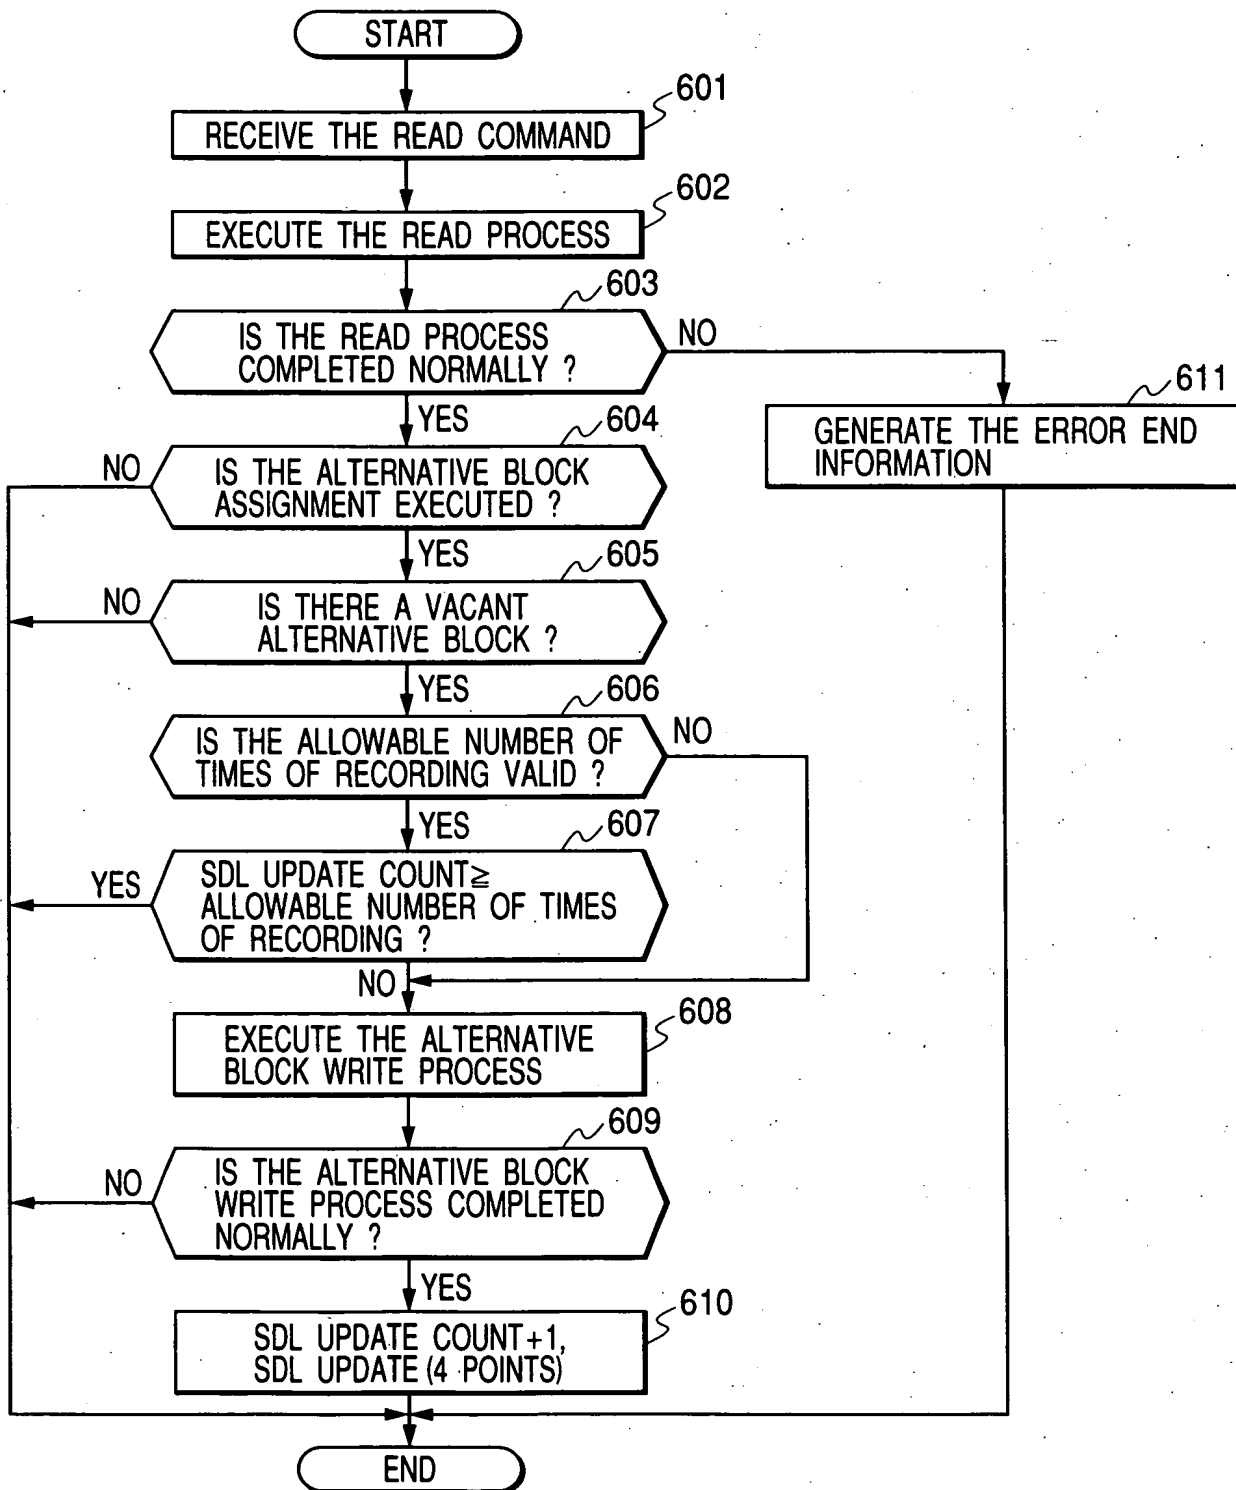 START
601
RECEIVE THE READ COMMAND
602
EXECUTE THE READ PROCESS
603
IS THE READ PROCESS
COMPLETED NORMALLY ?
NO
YES
611
GENERATE THE ERROR END
INFORMATION
604
NO
IS THE ALTERNATIVE BLOCK
ASSIGNMENT EXECUTED ?
YES
605
NO
IS THERE A VACANT
ALTERNATIVE BLOCK ?
YES
606
IS THE ALLOWABLE NUMBER OF
TIMES OF RECORDING VALID ?
NO
YES
607
YES
SDL UPDATE COUNT≧
ALLOWABLE NUMBER OF TIMES
OF RECORDING ?
NO
608
EXECUTE THE ALTERNATIVE
BLOCK WRITE PROCESS
609
NO
IS THE ALTERNATIVE BLOCK
WRITE PROCESS COMPLETED
NORMALLY ?
YES
610
SDL UPDATE COUNT+1,
SDL UPDATE (4 POINTS)
END